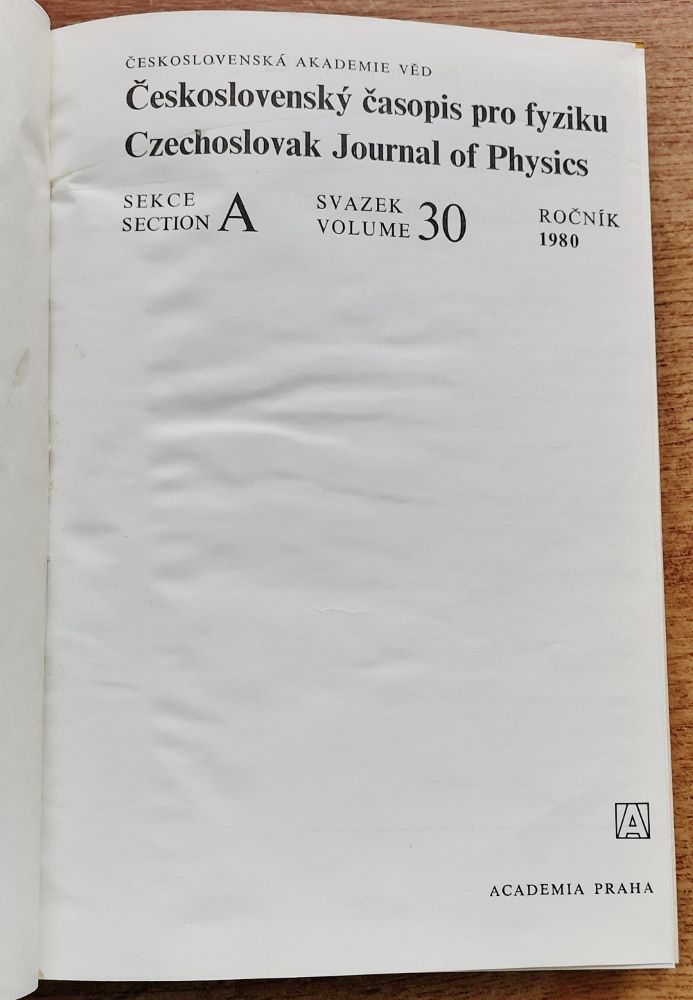 ČESKOSLOVENSKÁ AKADEMIE VĚD
Československý časopis pro fyziku
Czechoslovak Journal of Physics
SEKCE
SECTION A
SVAZEK
VOLUME 30
ROČNÍK
1980
A
ACADEMIA PRAHA